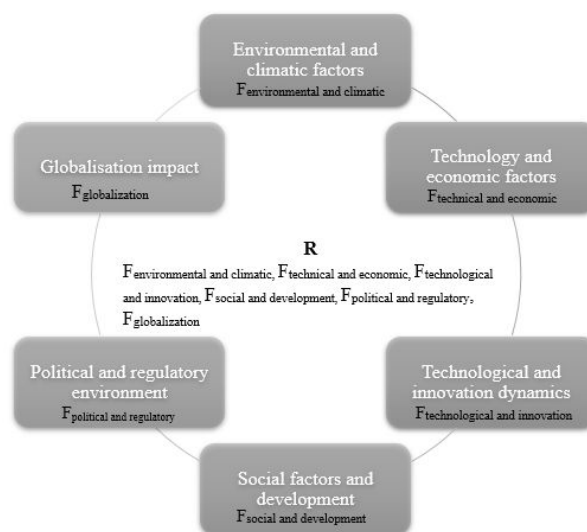 Environmental and
climatic factors
Fenvironmental and climatic
Globalisation impact
Fglobalization
Technology and
economic factors
Ftechnical and economic
R
Fenvironmental and climatic, Ftechnical and economic, Ftechnological
and innovation, Fsocial and development, Fpolitical and regulatory,
Fglobalization
Political and regulatory
environment
Fpolitical and regulatory
Technological and
innovation dynamics
Ftechnological and innovation
Social factors and
development
Fsocial and development